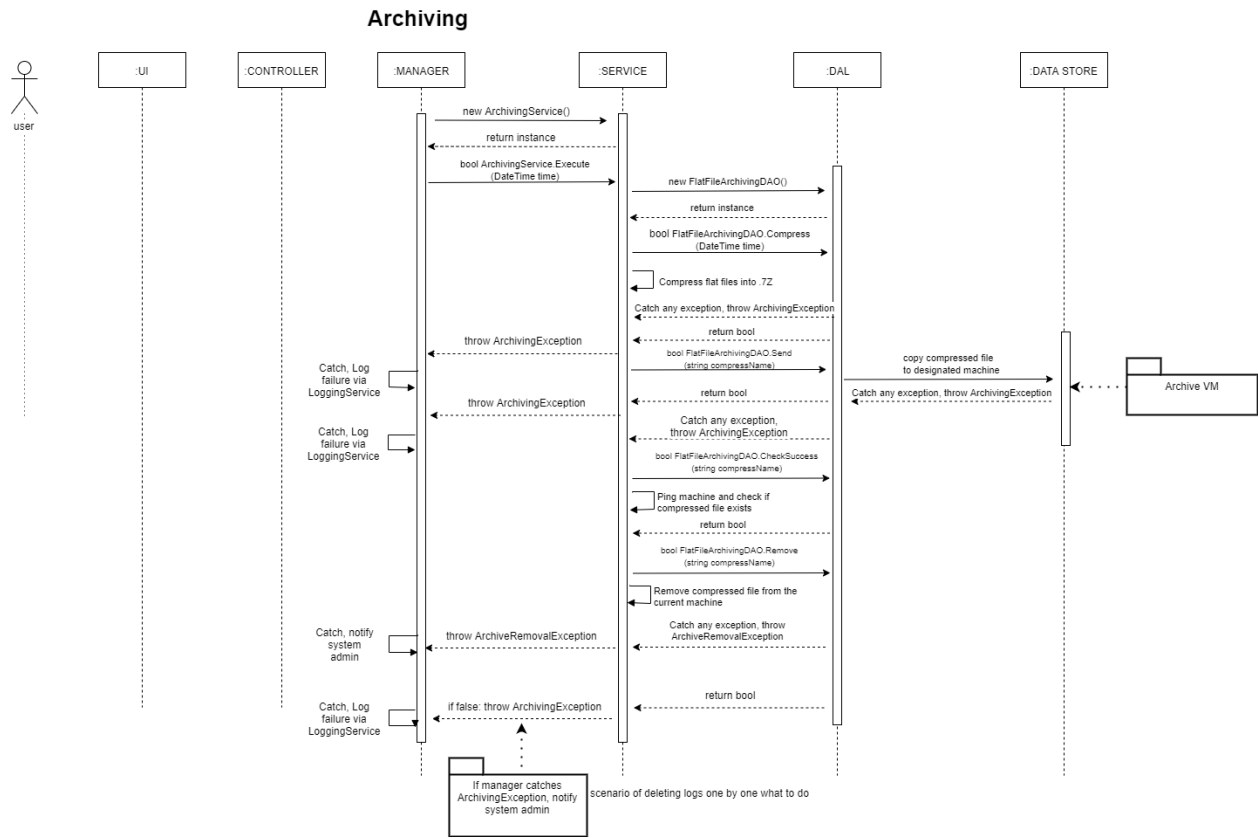 Archiving
:UI
:CONTROLLER
:MANAGER
:SERVICE
:DAL
:DATA STORE
user
new ArchivingService()
return instance
bool ArchivingService.Execute
(DateTime time)
new FlatFileArchivingDAO()
return instance
bool FlatFileArchivingDAO.Compress
(DateTime time)
Compress flat files into .7Z
Catch any exception, throw ArchivingException
return bool
throw ArchivingException
bool FlatFileArchivingDAO.Send
(string compressName)
copy compressed file
to designated machine
Catch, Log
failure via
LoggingService
Archive VM
Catch any exception, throw ArchivingException
return bool
throw ArchivingException
Catch any exception,
throw ArchivingException
Catch, Log
failure via
LoggingService
bool FlatFileArchivingDAO.CheckSuccess
(string compressName)
Ping machine and check if
compressed file exists
return bool
bool FlatFileArchivingDAO.Remove
(string compressName)
Remove compressed file from the
current machine
Catch any exception, throw
ArchiveRemovalException
throw ArchiveRemovalException
Catch, notify
system
admin
return bool
if false: throw ArchivingException
Catch, Log
failure via
LoggingService
If manager catches
ArchivingException, notify
system admin
scenario of deleting logs one by one what to do